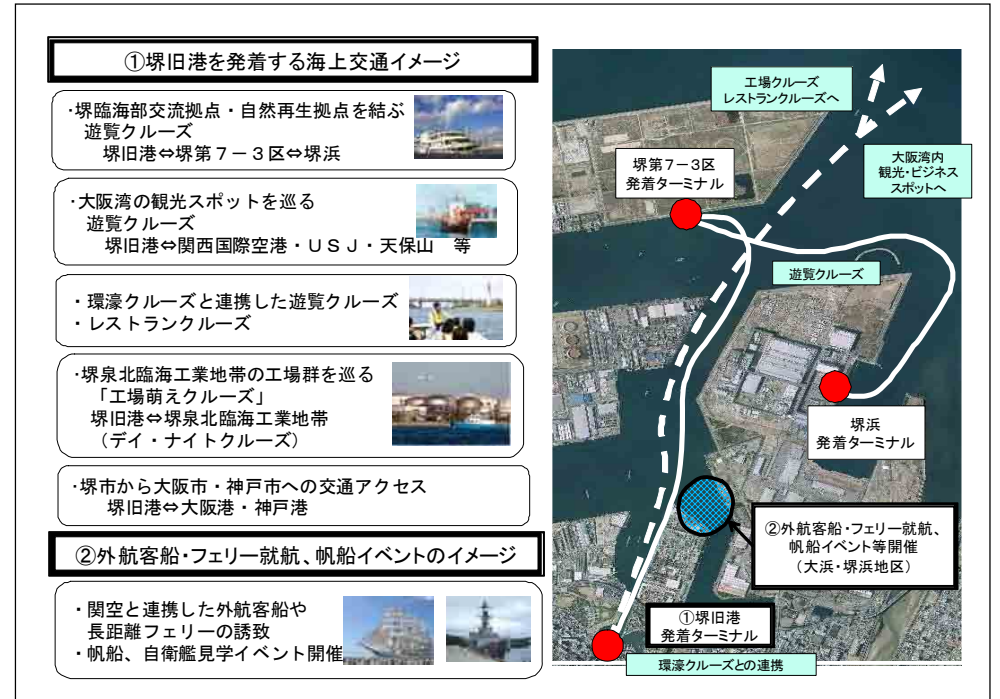 ①堺旧港を発着する海上交通イメージ
・堺臨海部交流拠点・自然再生拠点を結ぶ
遊覧クルーズ
堺旧港⇔堺第７－３区⇔堺浜
・大阪湾の観光スポットを巡る
遊覧クルーズ
堺旧港⇔関西国際空港・ＵＳＪ・天保山　等
・環濠クルーズと連携した遊覧クルーズ
・レストランクルーズ
・堺泉北臨海工業地帯の工場群を巡る
「工場萌えクルーズ」
堺旧港⇔堺泉北臨海工業地帯
（デイ・ナイトクルーズ）
・堺市から大阪市・神戸市への交通アクセス
堺旧港⇔大阪港・神戸港
②外航客船・フェリー就航、帆船イベントのイメージ
・関空と連携した外航客船や
長距離フェリーの誘致
・帆船、自衛艦見学イベント開催
工場クルーズ
レストランクルーズへ
大阪湾内
観光・ビジネス
スポットへ
堺第７－３区
発着ターミナル
遊覧クルーズ
堺浜
発着ターミナル
②外航客船・フェリー就航、
帆船イベント等開催
（大浜・堺浜地区）
①堺旧港
発着ターミナル
環濠クルーズとの連携